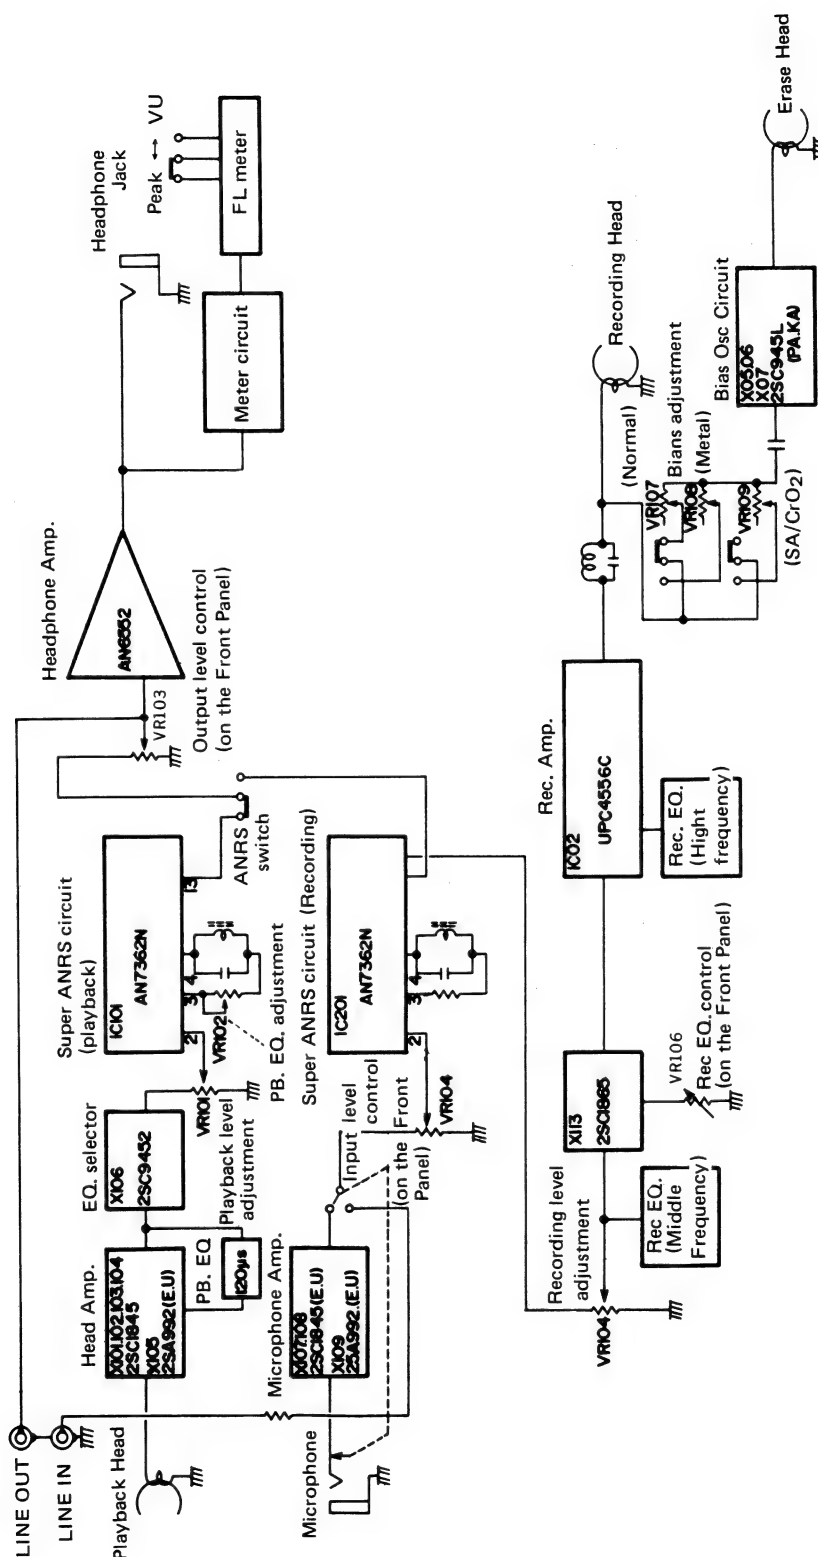 LINE OUT
LINE IN
Playback Head
Head Amp.
X101.102.103.104
2SC1845
X105
2SA992(E.U)
PB. EQ
120µs
EQ. selector
X106
2SC9452
Playback level
adjustment
VR101
Super ANRS circuit
(playback)
IC101
AN7362N
2
3
4
13
VR102
PB. EQ. adjustment
ANRS
switch
VR103
Output level control
(on the Front Panel)
Headphone Amp.
AN6552
Headphone
Jack
Peak ↔ VU
FL meter
Meter circuit
Microphone
Microphone Amp.
X107.108
2SC1845(E.U)
X109
2SA992.(E.U)
Input level
control
(on the Front
Panel)
VR104
Super ANRS circuit (Recording)
IC201
AN7362N
2
3
4
Recording level
adjustment
VR104
Rec EQ.
(Middle
Frequency)
X113
2SC1865
VR106
Rec EQ.control
(on the Front Panel)
Rec. Amp.
IC02
UPC4556C
Rec. EQ.
(Hight
frequency)
Recording Head
(Normal)
Bians adjustment
(Metal)
VR107
VR108
VR109
(SA/CrO2)
Bias Osc Circuit
X05.06
X07
2SC945L
(PA.KA)
Erase Head